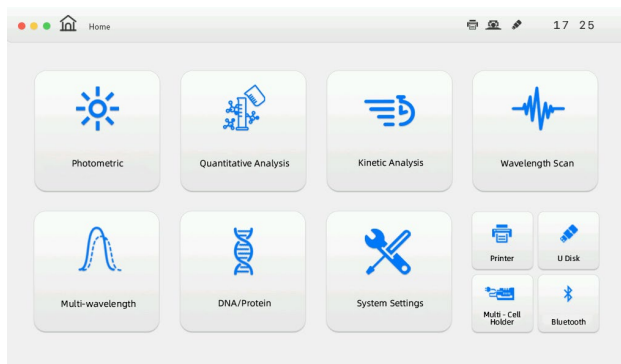 Home
17 25
Photometric
Quantitative Analysis
Kinetic Analysis
Wavelength Scan
Multi-wavelength
DNA/Protein
System Settings
Printer
U Disk
Multi - Cell
Holder
Bluetooth